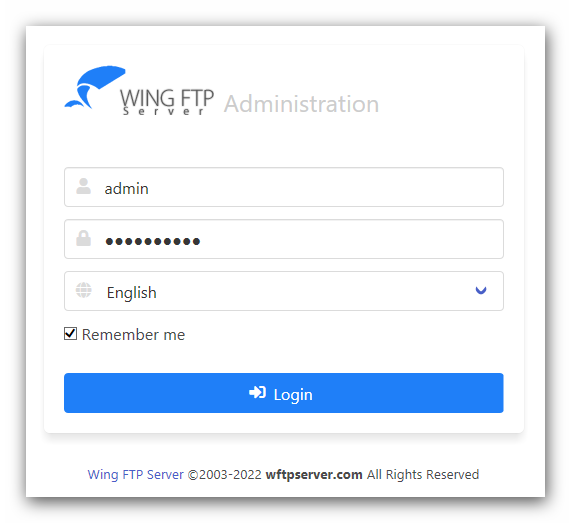 WING FTP
Server
Administration
admin
••••••••••
English
Remember me
Login
Wing FTP Server ©2003-2022 wftpserver.com All Rights Reserved